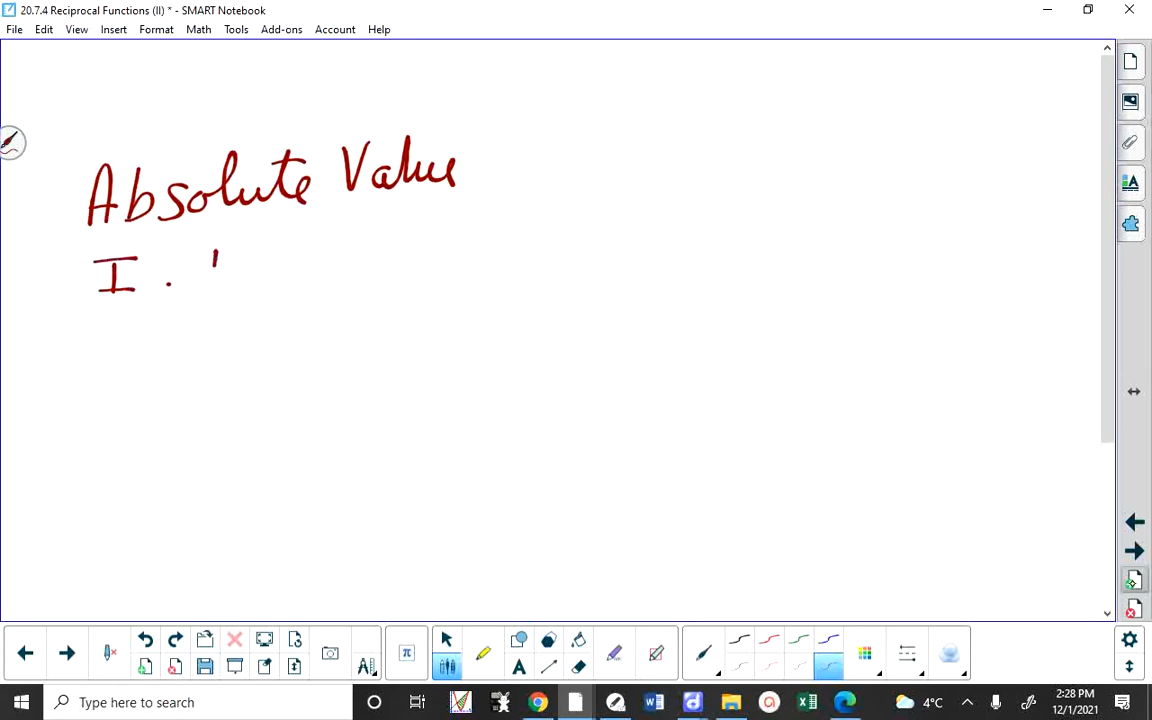 20.7.4 Reciprocal Functions (II) * - SMART Notebook
File Edit View Insert Format Math Tools Add-ons Account Help
Absolute Value
I .
Type here to search
4°C
2:28 PM
12/1/2021